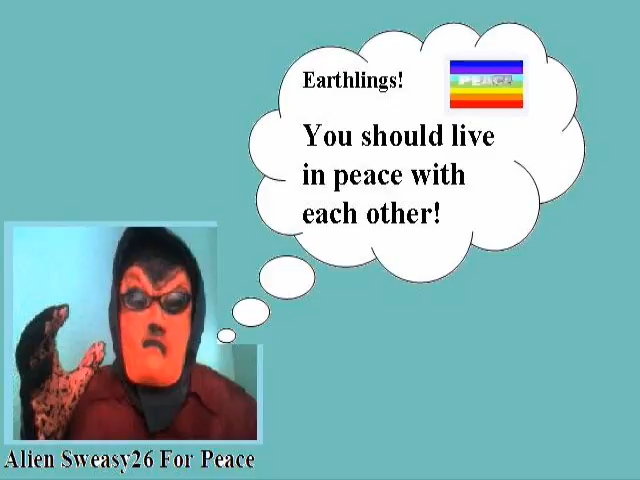 Earthlings!
PEACE
You should live
in peace with
each other!
Alien Sweasy26 For Peace